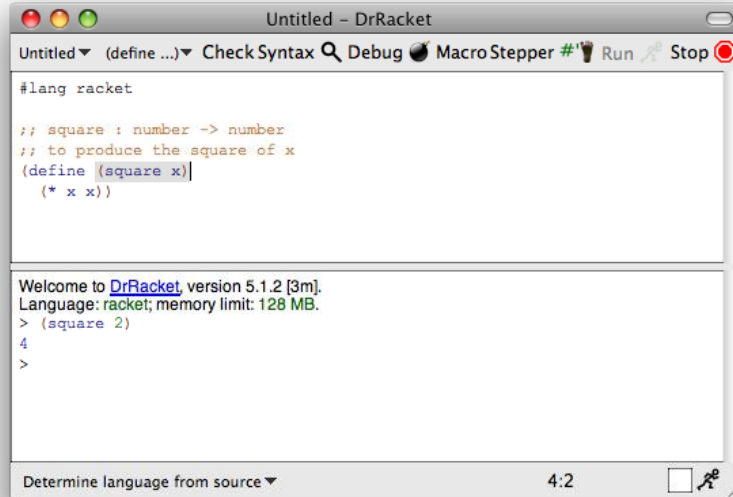 Untitled – DrRacket
Untitled▼ (define ...)▼ Check Syntax Debug Macro Stepper #' Run Stop
#lang racket
;; square : number -> number
;; to produce the square of x
(define (square x)
  (* x x))
Welcome to DrRacket, version 5.1.2 [3m].
Language: racket; memory limit: 128 MB.
> (square 2)
4
>
Determine language from source▼ 4:2